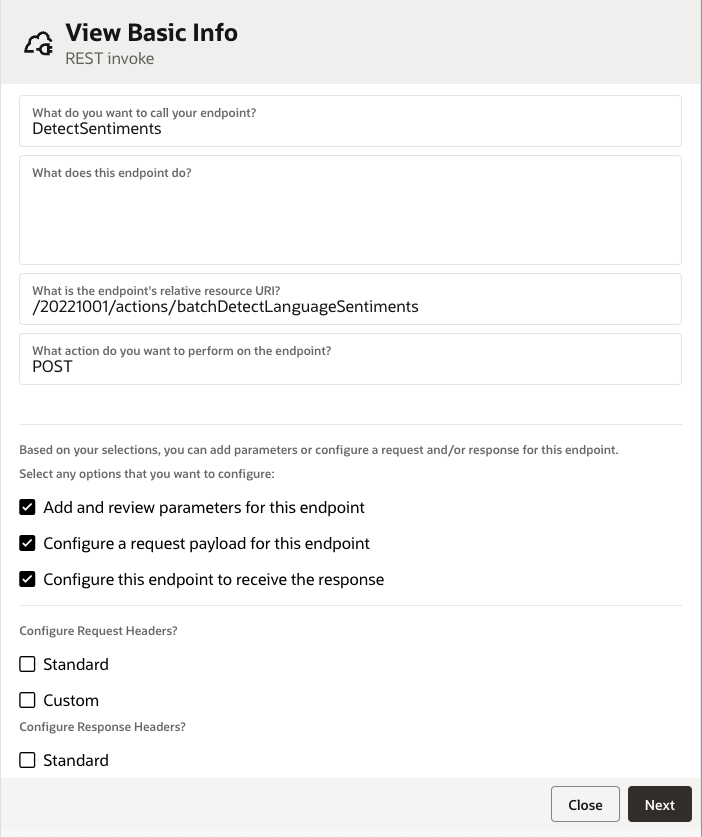 View Basic Info
REST invoke
What do you want to call your endpoint?
DetectSentiments
What does this endpoint do?
What is the endpoint's relative resource URI?
/20221001/actions/batchDetectLanguageSentiments
What action do you want to perform on the endpoint?
POST
Based on your selections, you can add parameters or configure a request and/or response for this endpoint.
Select any options that you want to configure:
Add and review parameters for this endpoint
Configure a request payload for this endpoint
Configure this endpoint to receive the response
Configure Request Headers?
Standard
Custom
Configure Response Headers?
Standard
Close Next